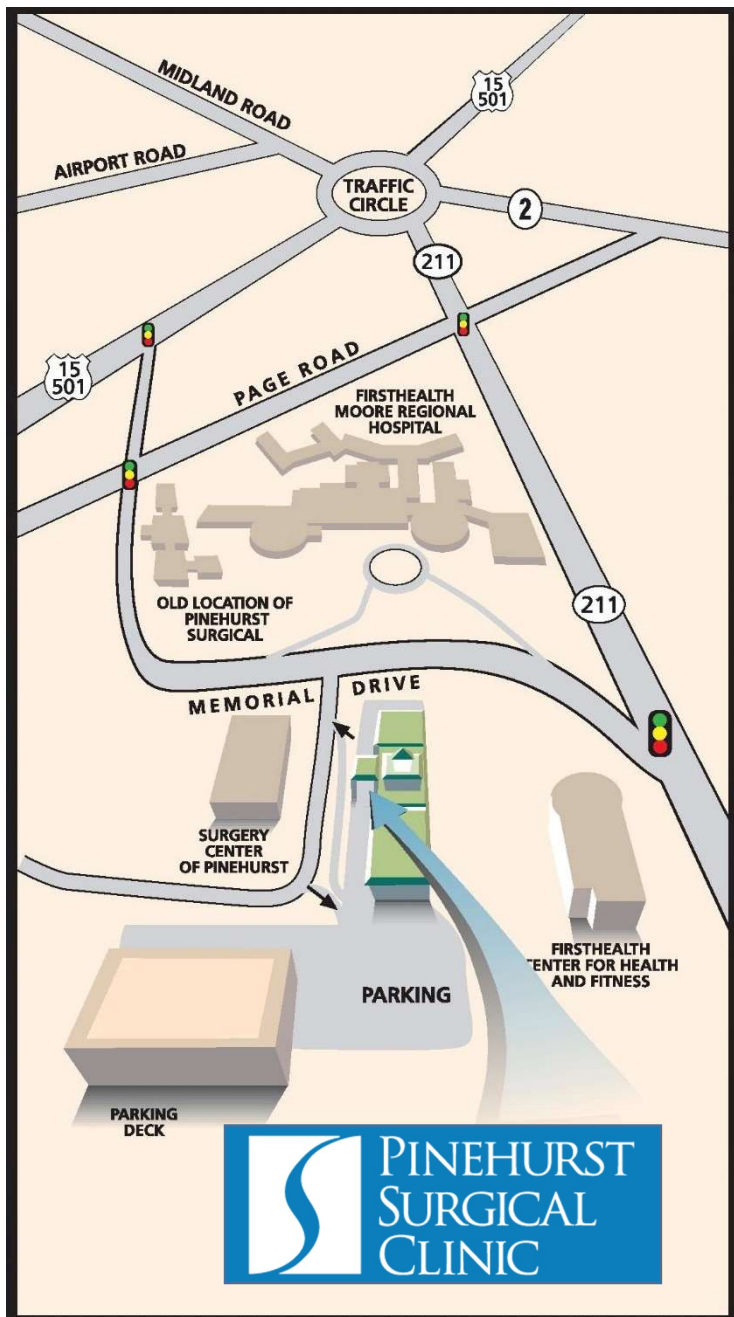 MIDLAND ROAD
15
501
AIRPORT ROAD
TRAFFIC
CIRCLE
2
211
15
501
PAGE ROAD
FIRSTHEALTH
MOORE REGIONAL
HOSPITAL
OLD LOCATION OF
PINEHURST
SURGICAL
211
MEMORIAL DRIVE
SURGERY
CENTER
OF PINEHURST
FIRSTHEALTH
CENTER FOR HEALTH
AND FITNESS
PARKING
PARKING
DECK
PINEHURST
SURGICAL
CLINIC